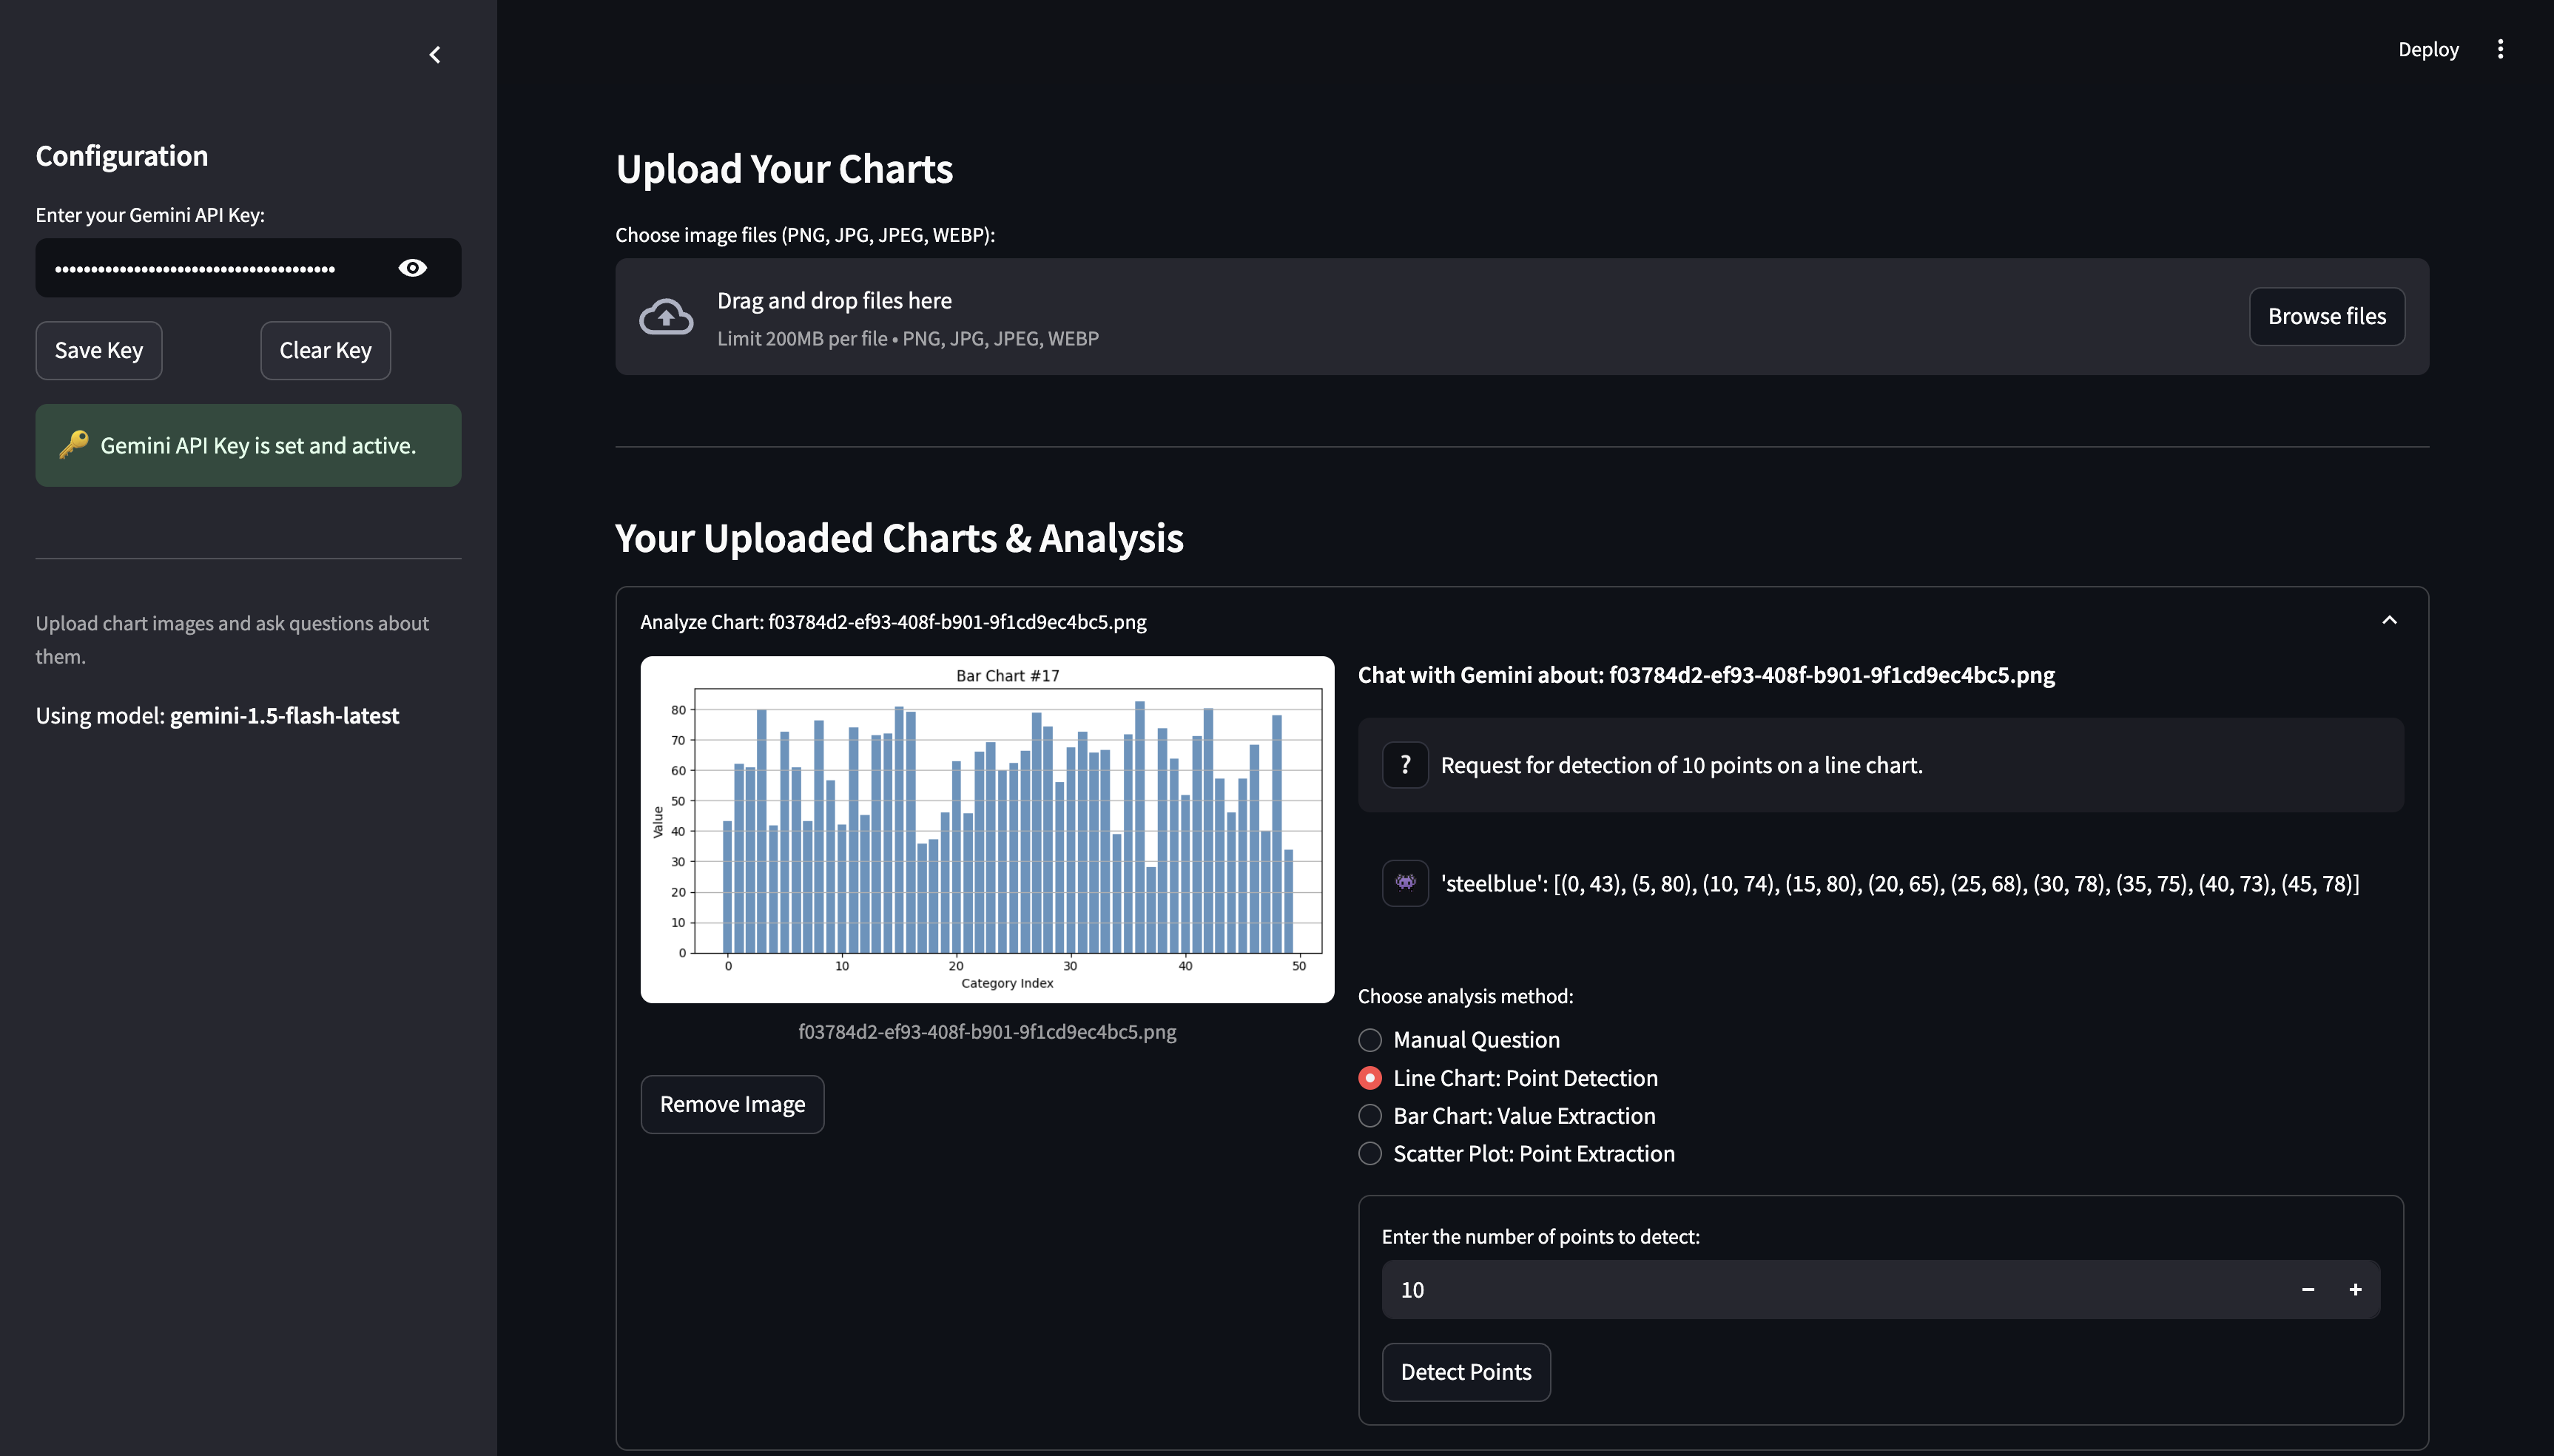 Deploy
Configuration
Enter your Gemini API Key:
••••••••••••••••••••••••••••••••••••••
Save Key
Clear Key
🔑 Gemini API Key is set and active.
Upload chart images and ask questions about
them.
Using model: gemini-1.5-flash-latest
Upload Your Charts
Choose image files (PNG, JPG, JPEG, WEBP):
Drag and drop files here
Limit 200MB per file • PNG, JPG, JPEG, WEBP
Browse files
Your Uploaded Charts & Analysis
Analyze Chart: f03784d2-ef93-408f-b901-9f1cd9ec4bc5.png
Bar Chart #17
80
70
60
50
40
30
20
10
0
Value
0 10 20 30 40 50
Category Index
f03784d2-ef93-408f-b901-9f1cd9ec4bc5.png
Remove Image
Chat with Gemini about: f03784d2-ef93-408f-b901-9f1cd9ec4bc5.png
? Request for detection of 10 points on a line chart.
'steelblue': [(0, 43), (5, 80), (10, 74), (15, 80), (20, 65), (25, 68), (30, 78), (35, 75), (40, 73), (45, 78)]
Choose analysis method:
Manual Question
Line Chart: Point Detection
Bar Chart: Value Extraction
Scatter Plot: Point Extraction
Enter the number of points to detect:
10 − +
Detect Points